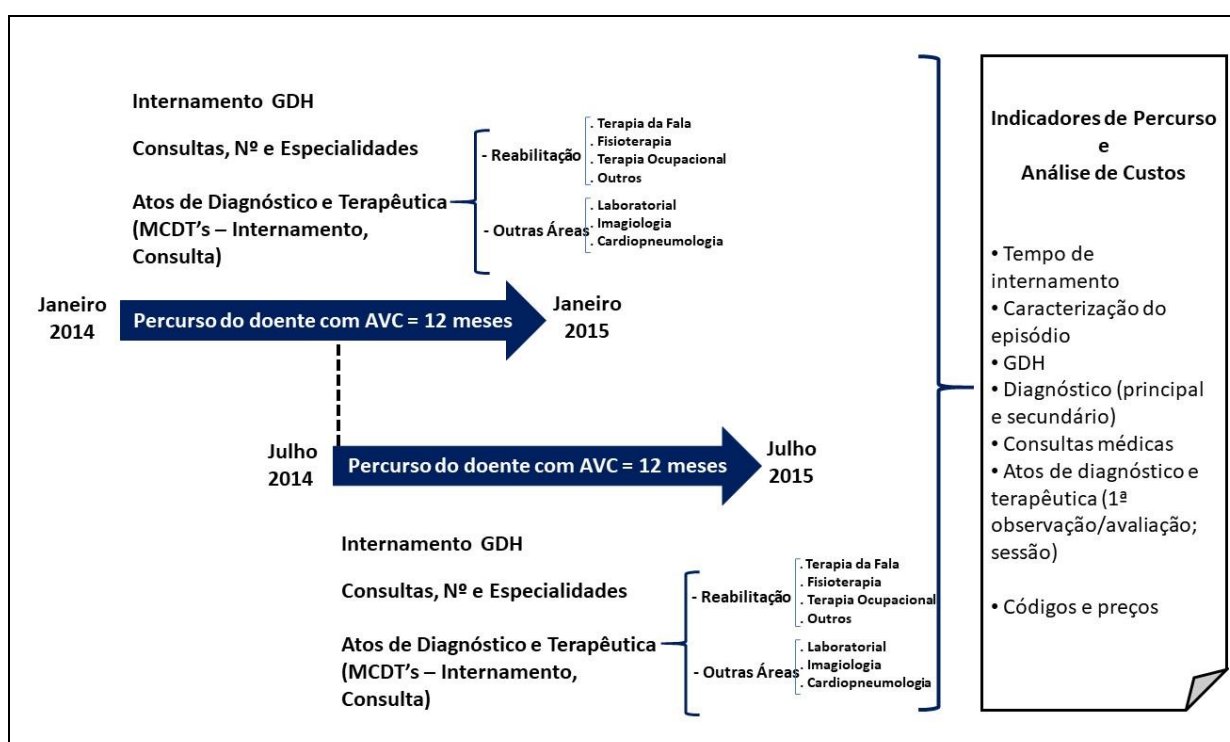 Internamento GDH
Consultas, Nº e Especialidades
Atos de Diagnóstico e Terapêutica
(MCDT's – Internamento,
Consulta)
- Reabilitação
. Terapia da Fala
. Fisioterapia
. Terapia Ocupacional
. Outros
- Outras Áreas
. Laboratorial
. Imagiologia
. Cardiopneumologia
Janeiro
2014
Percurso do doente com AVC = 12 meses
Janeiro
2015
Julho
2014
Percurso do doente com AVC = 12 meses
Julho
2015
Internamento GDH
Consultas, Nº e Especialidades
Atos de Diagnóstico e Terapêutica
(MCDT's – Internamento,
Consulta)
- Reabilitação
. Terapia da Fala
. Fisioterapia
. Terapia Ocupacional
. Outros
- Outras Áreas
. Laboratorial
. Imagiologia
. Cardiopneumologia
Indicadores de Percurso
e
Análise de Custos
• Tempo de
internamento
• Caracterização do
episódio
• GDH
• Diagnóstico (principal
e secundário)
• Consultas médicas
• Atos de diagnóstico e
terapêutica (1ª
observação/avaliação;
sessão)
• Códigos e preços